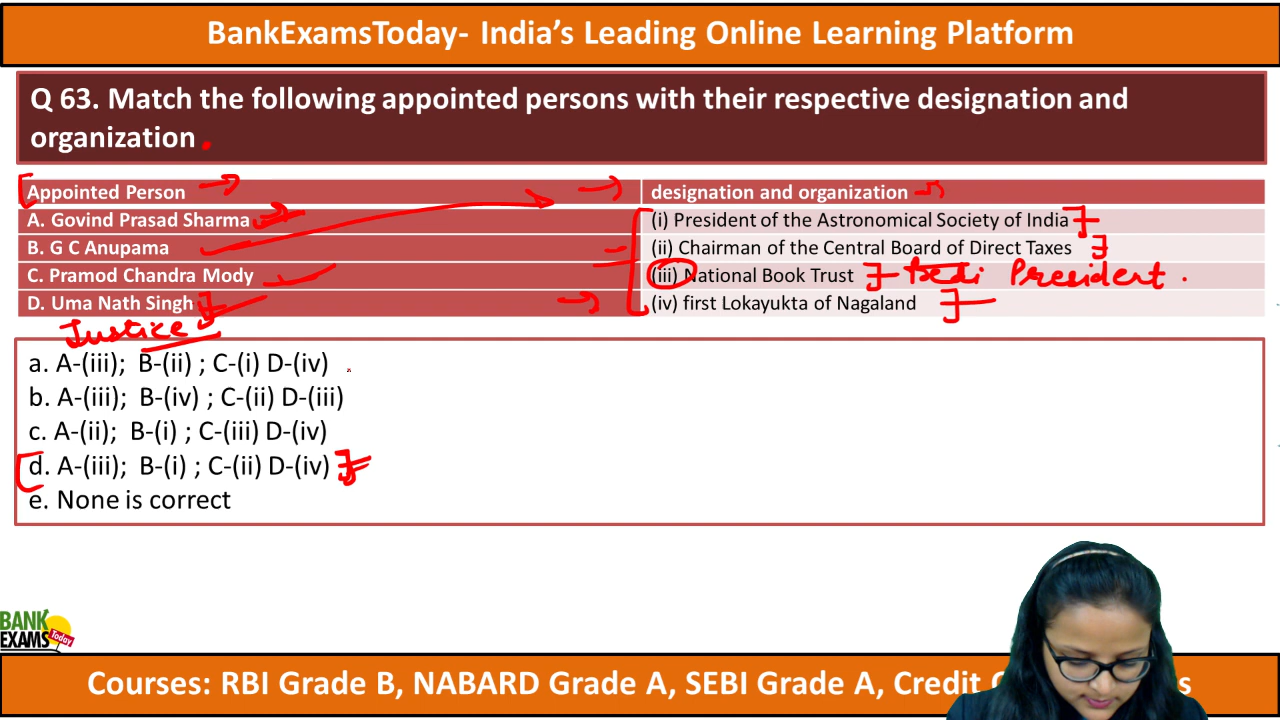 BankExamsToday- India's Leading Online Learning Platform
Q 63. Match the following appointed persons with their respective designation and
organization
Appointed Person designation and organization
A. Govind Prasad Sharma (i) President of the Astronomical Society of India
B. G C Anupama (ii) Chairman of the Central Board of Direct Taxes
C. Pramod Chandra Mody (iii) National Book Trust President.
D. Uma Nath Singh (iv) first Lokayukta of Nagaland
Justice
a. A-(iii); B-(ii) ; C-(i) D-(iv)
b. A-(iii); B-(iv) ; C-(ii) D-(iii)
c. A-(ii); B-(i) ; C-(iii) D-(iv)
d. A-(iii); B-(i) ; C-(ii) D-(iv)
e. None is correct
BANK
EXAMS Today
Courses: RBI Grade B, NABARD Grade A, SEBI Grade A, Credit